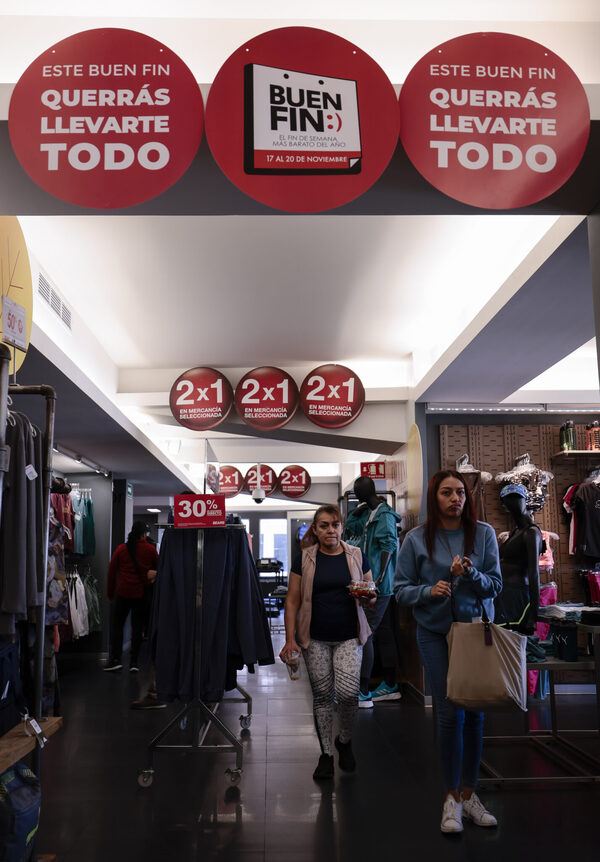 ESTE BUEN FIN
QUERRÁS
LLEVARTE
TODO
BUEN
FIN:)
EL FIN DE SEMANA
MÁS BARATO DEL AÑO
17 AL 20 DE NOVIEMBRE
ESTE BUEN FIN
QUERRÁS
LLEVARTE
TODO
2x1
EN MERCANCÍA
SELECCIONADA
2x1
EN MERCANCÍA
SELECCIONADA
2x1
EN MERCANCÍA
SELECCIONADA
2x1
2x1
2x1
50%
30%
DIRECTO